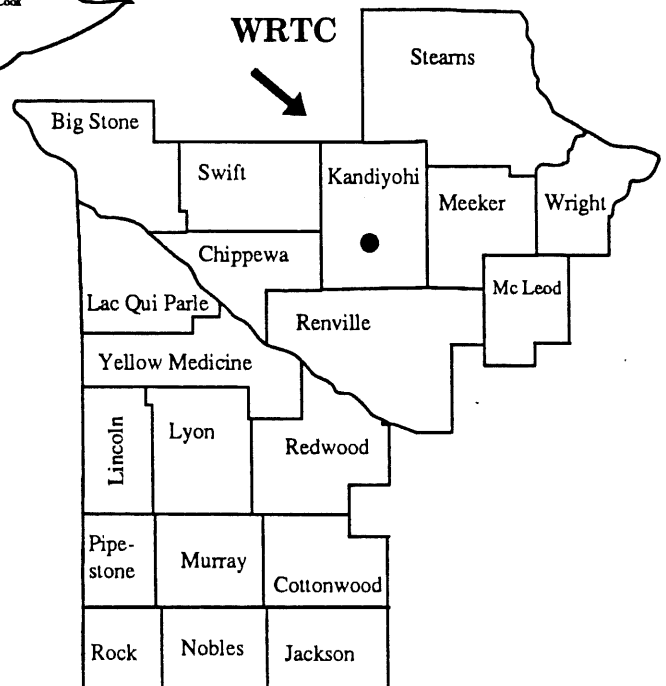 Cook
WRTC
Stearns
Big Stone
Swift
Kandiyohi
Meeker
Wright
Chippewa
Mc Leod
Lac Qui Parle
Renville
Yellow Medicine
Lincoln
Lyon
Redwood
Pipe-
stone
Murray
Cottonwood
Rock
Nobles
Jackson